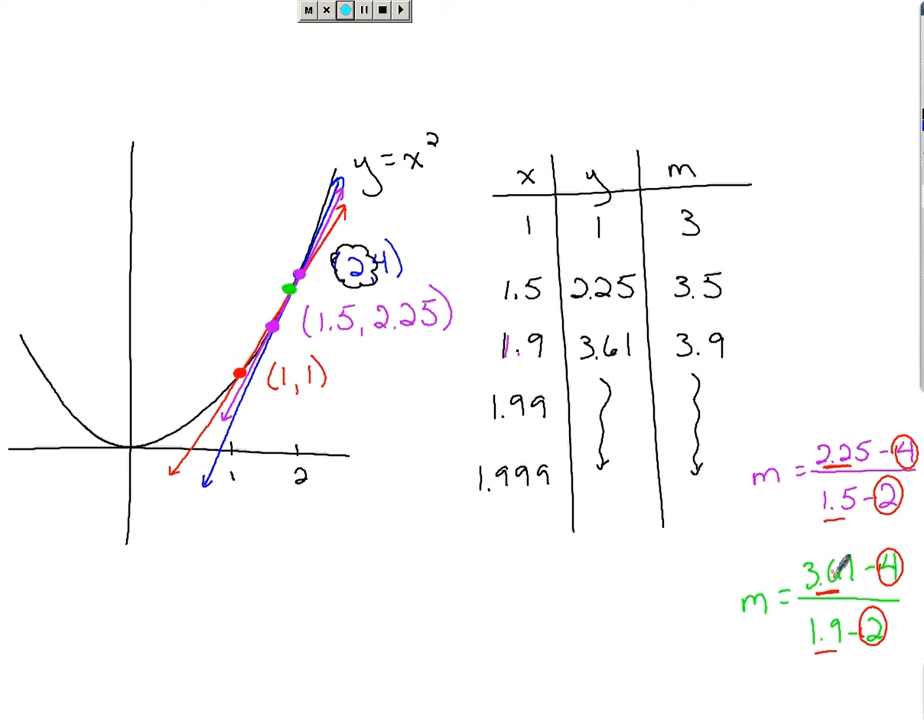 M
y = x²
(2, 4)
(1.5, 2.25)
(1, 1)
1 2
x y m
1 1 3
1.5 2.25 3.5
1.9 3.61 3.9
1.99
1.999
m = 2.25 - 4
1.5 - 2
m = 3.61 - 4
1.9 - 2